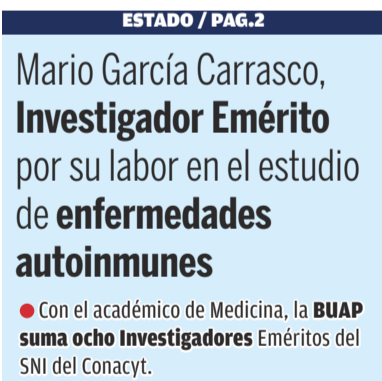 ESTADO / PAG.2
Mario García Carrasco,
Investigador Emérito
por su labor en el estudio
de enfermedades
autoinmunes
● Con el académico de Medicina, la BUAP
suma ocho Investigadores Eméritos del
SNI del Conacyt.